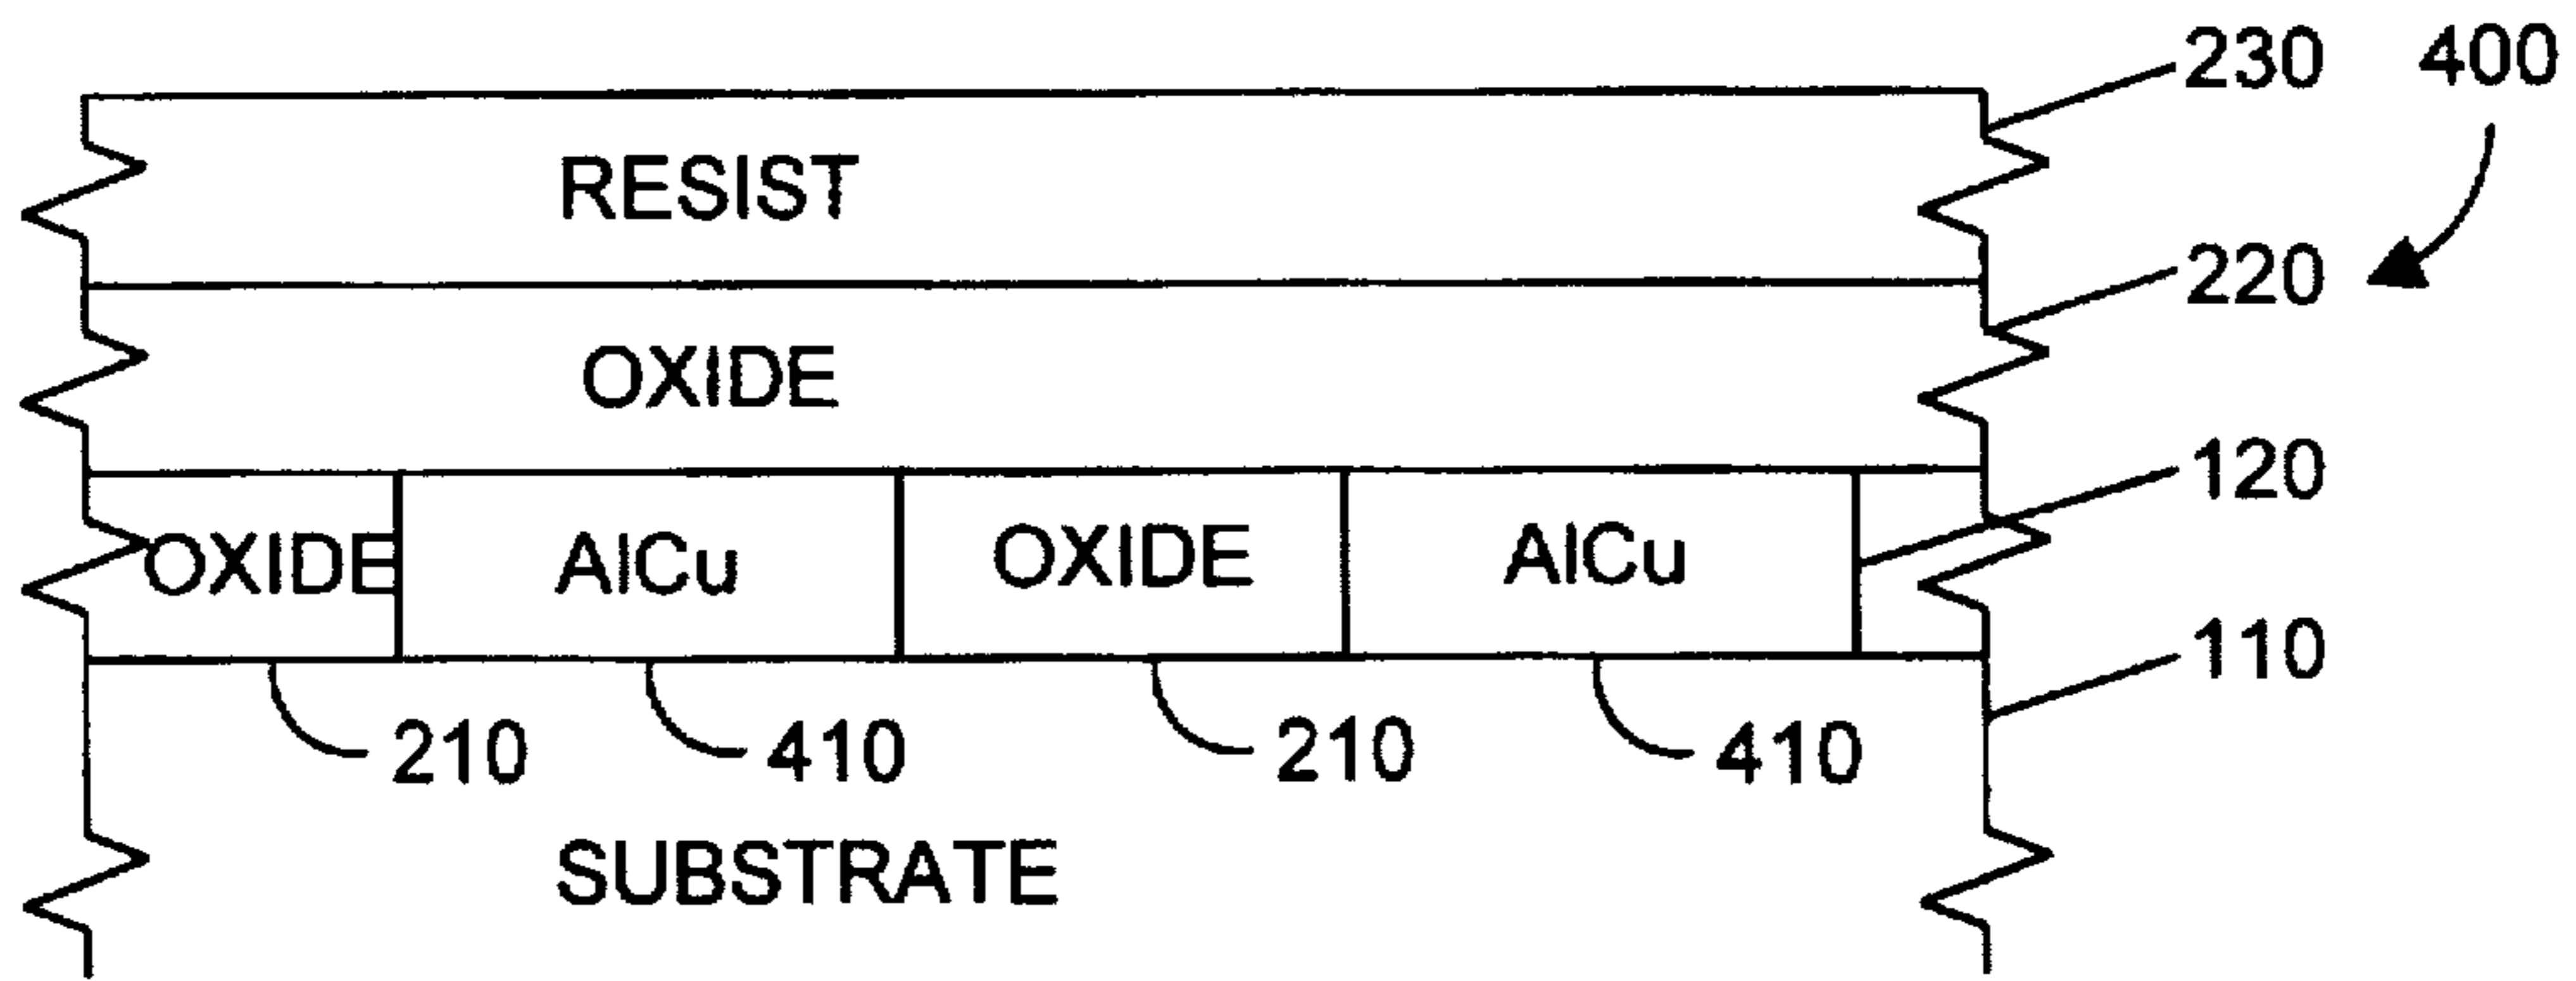 230 400
RESIST
220
OXIDE
120
OXIDE AlCu OXIDE AlCu
110
210 410 210 410
SUBSTRATE